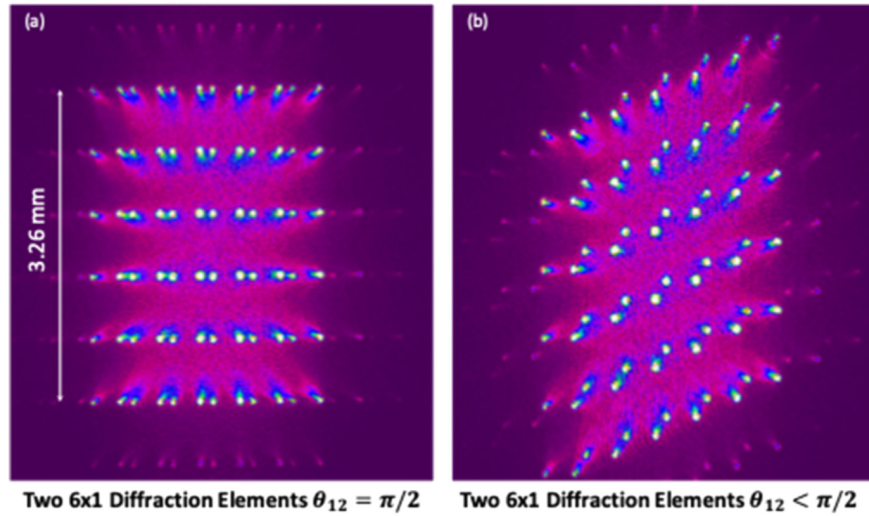 (a)
(b)
3.26 mm
Two 6x1 Diffraction Elements θ₁₂ = π/2
Two 6x1 Diffraction Elements θ₁₂ < π/2